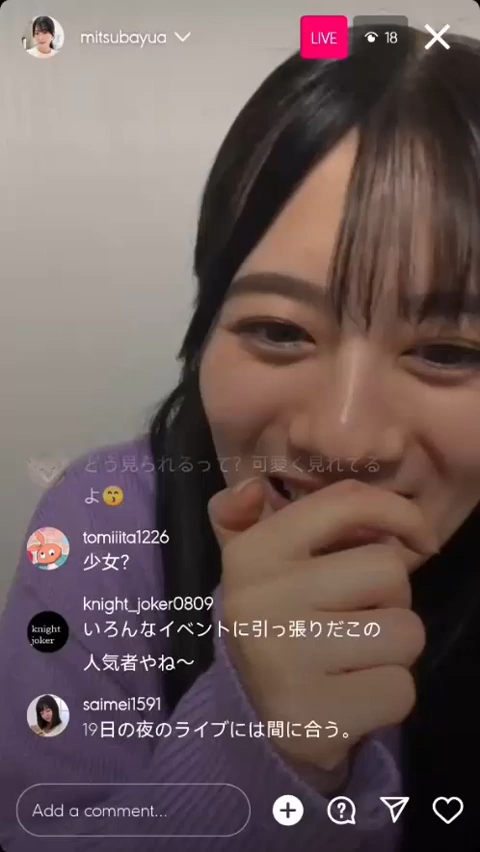 mitsubayua
LIVE
18
どう見られるって？可愛く見れてる
よ😙
tomiiita1226
少女？
knight_joker0809
knight
joker
いろんなイベントに引っ張りだこの
人気者やね〜
saimei1591
19日の夜のライブには間に合う。
Add a comment...